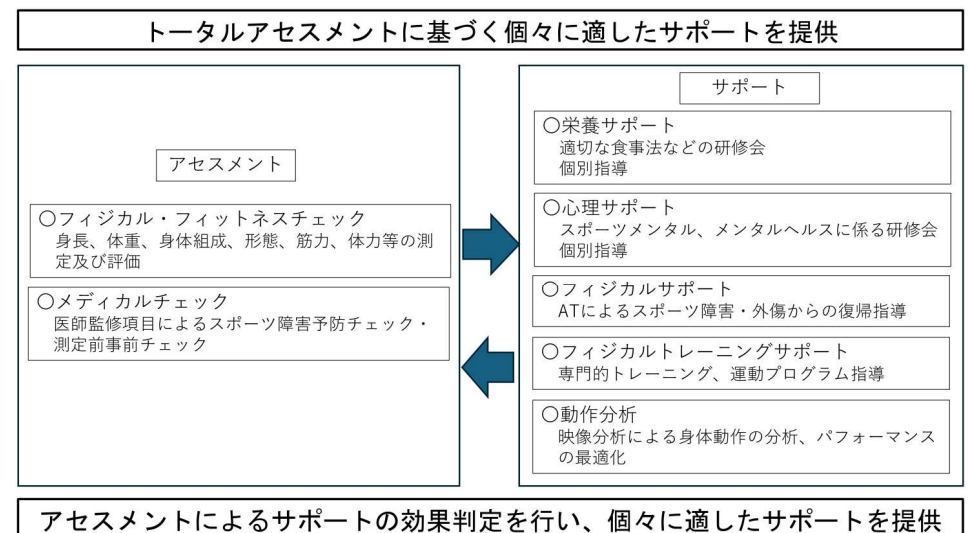 トータルアセスメントに基づく個々に適したサポートを提供
アセスメント
○フィジカル・フィットネスチェック
身長、体重、身体組成、形態、筋力、体力等の測
定及び評価
○メディカルチェック
医師監修項目によるスポーツ障害予防チェック・
測定前事前チェック
サポート
○栄養サポート
適切な食事法などの研修会
個別指導
○心理サポート
スポーツメンタル、メンタルヘルスに係る研修会
個別指導
○フィジカルサポート
ATによるスポーツ障害・外傷からの復帰指導
○フィジカルトレーニングサポート
専門的トレーニング、運動プログラム指導
○動作分析
映像分析による身体動作の分析、パフォーマンス
の最適化
アセスメントによるサポートの効果判定を行い、個々に適したサポートを提供